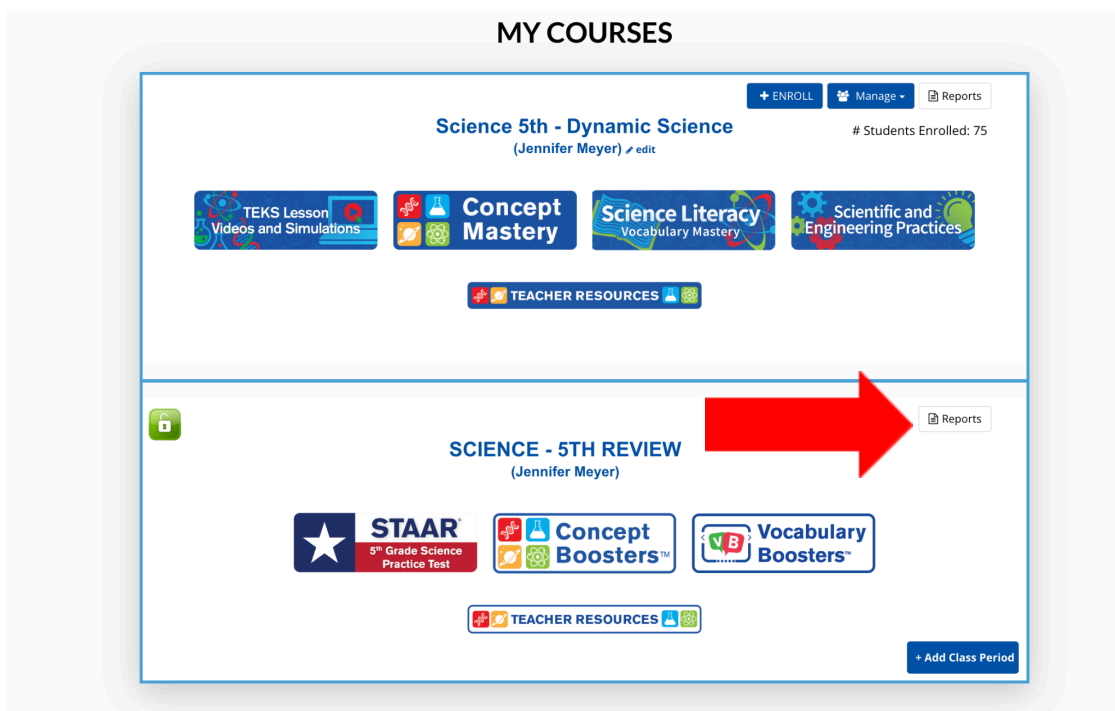 MY COURSES
+ ENROLL
Manage
Reports
Science 5th - Dynamic Science
# Students Enrolled: 75
(Jennifer Meyer) edit
TEKS Lesson
Videos and Simulations
Concept
Mastery
Science Literacy
Vocabulary Mastery
Scientific and
Engineering Practices
TEACHER RESOURCES
Reports
SCIENCE - 5TH REVIEW
(Jennifer Meyer)
STAAR
5th Grade Science
Practice Test
Concept
Boosters™
VB
Vocabulary
Boosters™
TEACHER RESOURCES
+ Add Class Period